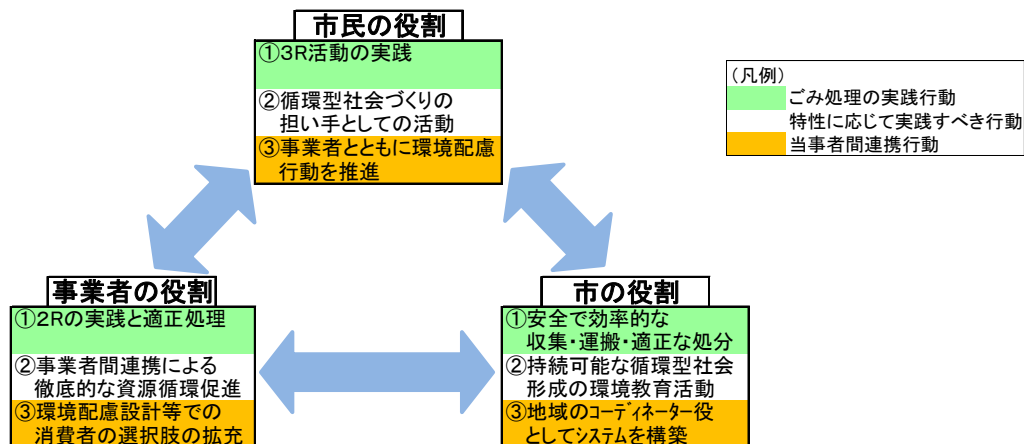 市民の役割
①3R活動の実践
②循環型社会づくりの
担い手としての活動
③事業者とともに環境配慮
行動を推進
(凡例)
ごみ処理の実践行動
特性に応じて実践すべき行動
当事者間連携行動
事業者の役割
①2Rの実践と適正処理
②事業者間連携による
徹底的な資源循環促進
③環境配慮設計等での
消費者の選択肢の拡充
市の役割
①安全で効率的な
収集・運搬・適正な処分
②持続可能な循環型社会
形成の環境教育活動
③地域のコーディネーター役
としてシステムを構築